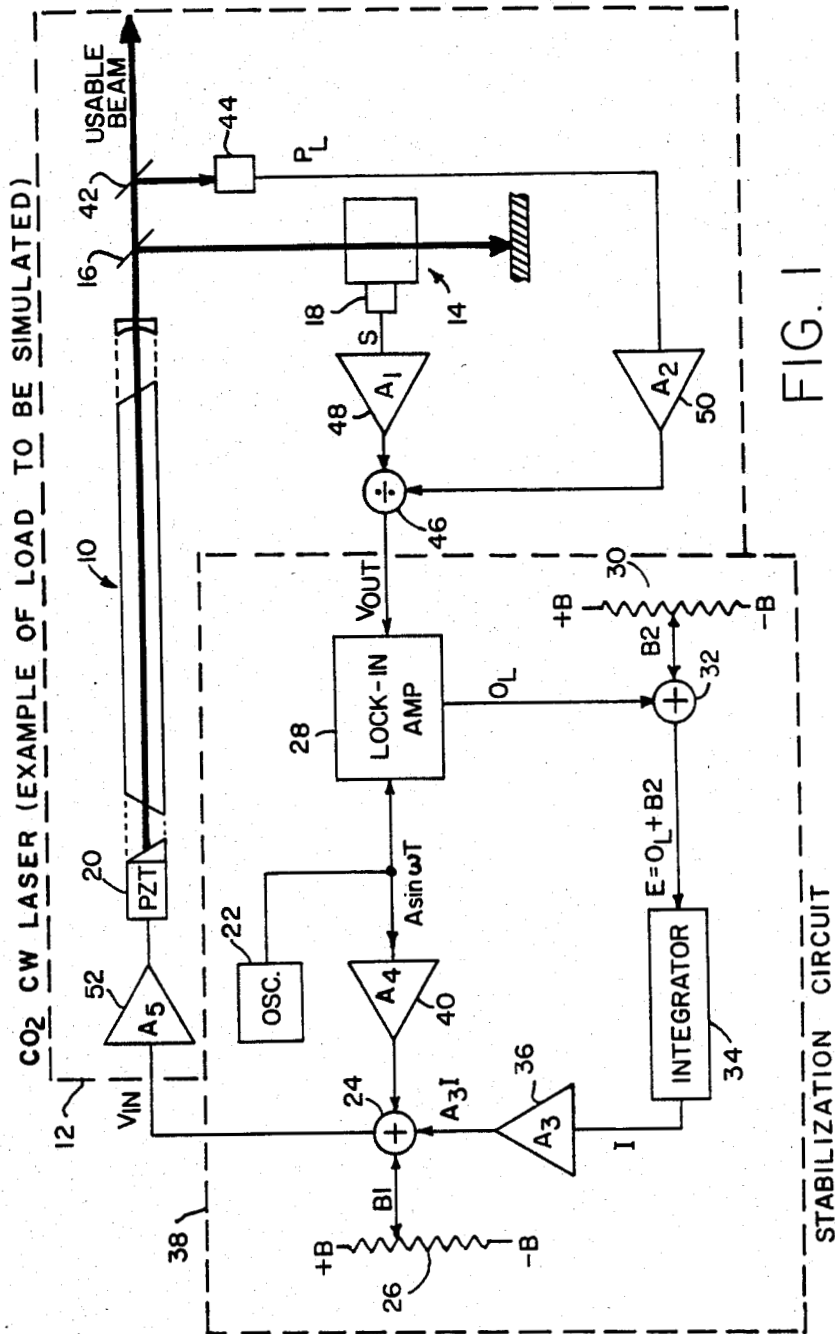 CO2 CW LASER (EXAMPLE OF LOAD TO BE SIMULATED)
12
VIN
A5
52
20
PZT
10
16
42
USABLE
BEAM
44
PL
18
14
S
A1
48
÷
46
A2
50
VOUT
38
22
OSC.
Asin ωT
A4
40
24
+
LOCK-IN
AMP
28
OL
+B
B1
26
-B
A3I
A3
36
I
INTEGRATOR
34
E=OL+B2
+
32
B2
30
+B
-B
STABILIZATION CIRCUIT
FIG. 1